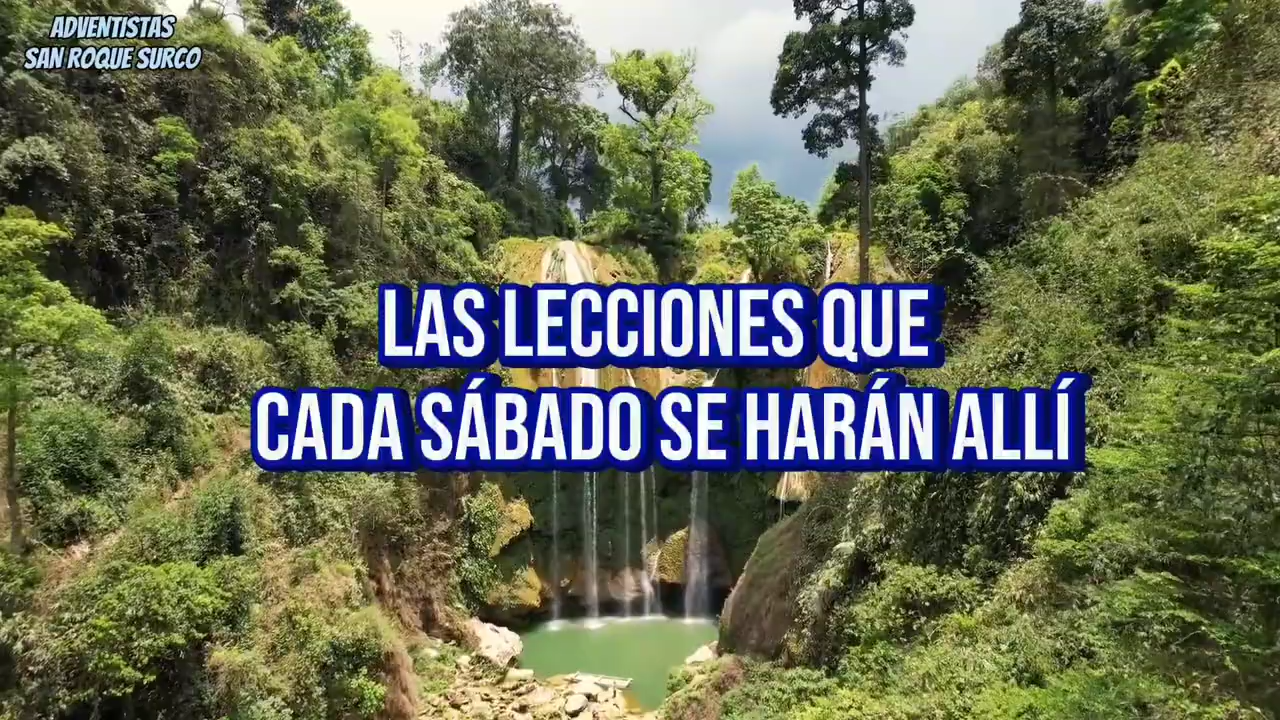 ADVENTISTAS
SAN ROQUE SURCO
LAS LECCIONES QUE
CADA SÁBADO SE HARÁN ALLÍ